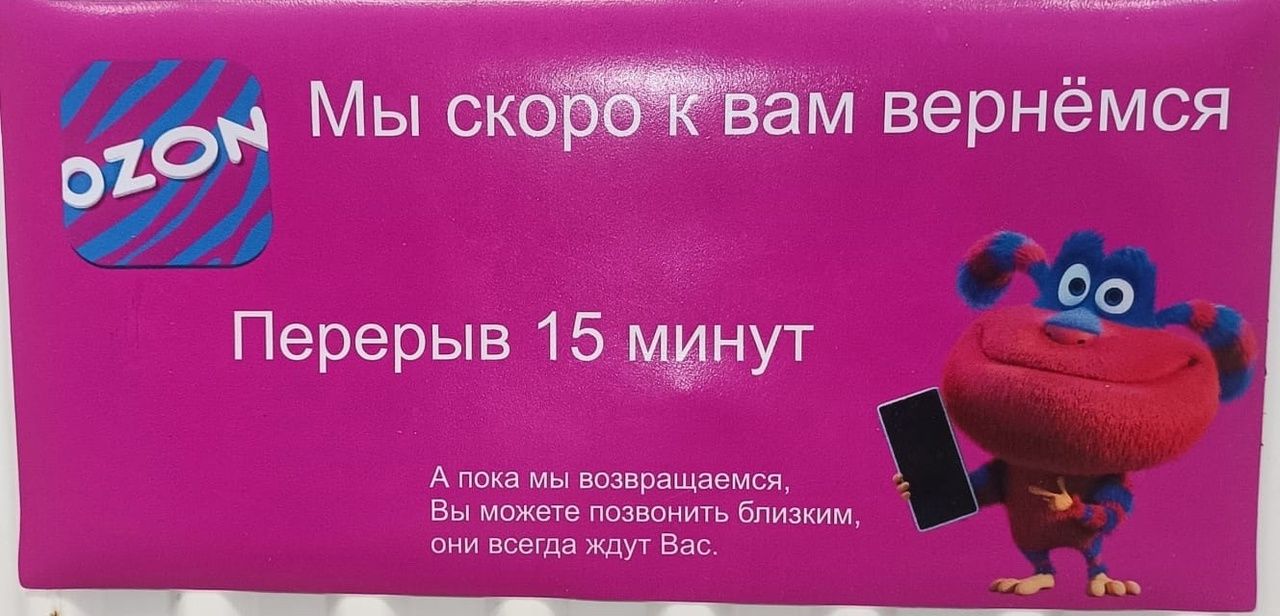 OZON
Мы скоро к вам вернёмся
Перерыв 15 минут
А пока мы возвращаемся,
Вы можете позвонить близким,
они всегда ждут Вас.